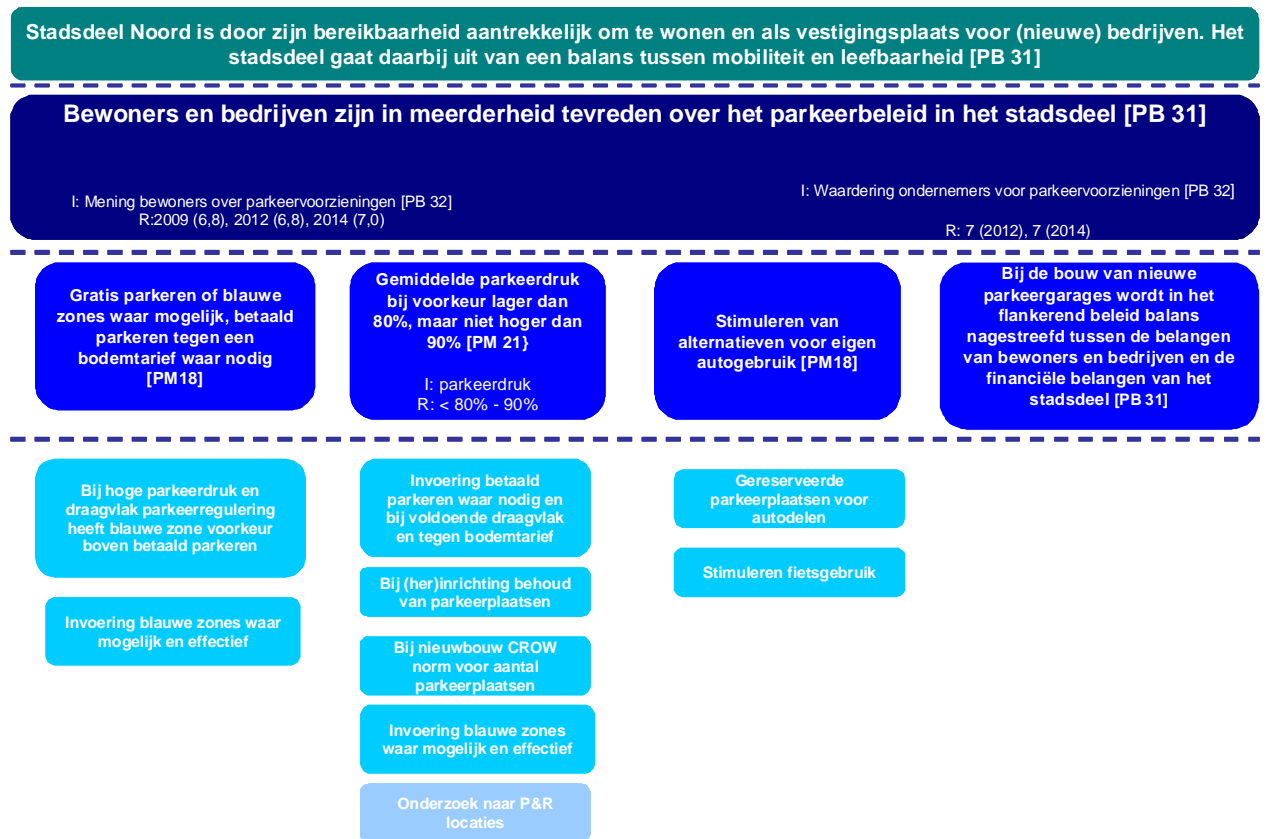 Stadsdeel Noord is door zijn bereikbaarheid aantrekkelijk om te wonen en als vestigingsplaats voor (nieuwe) bedrijven. Het
stadsdeel gaat daarbij uit van een balans tussen mobiliteit en leefbaarheid [PB 31]
Bewoners en bedrijven zijn in meerderheid tevreden over het parkeerbeleid in het stadsdeel [PB 31]
I: Mening bewoners over parkeervoorzieningen [PB 32]
R:2009 (6,8), 2012 (6,8), 2014 (7,0)
I: Waardering ondernemers voor parkeervoorzieningen [PB 32]
R: 7 (2012), 7 (2014)
Gratis parkeren of blauwe
zones waar mogelijk, betaald
parkeren tegen een
bodemtarief waar nodig
[PM18]
Gemiddelde parkeerdruk
bij voorkeur lager dan
80%, maar niet hoger dan
90% [PM 21}
I: parkeerdruk
R: < 80% - 90%
Stimuleren van
alternatieven voor eigen
autogebruik [PM18]
Bij de bouw van nieuwe
parkeergarages wordt in het
flankerend beleid balans
nagestreefd tussen de belangen
van bewoners en bedrijven en de
financiële belangen van het
stadsdeel [PB 31]
Bij hoge parkeerdruk en
draagvlak parkeerregulering
heeft blauwe zone voorkeur
boven betaald parkeren
Invoering blauwe zones waar
mogelijk en effectief
Invoering betaald
parkeren waar nodig en
bij voldoende draagvlak
en tegen bodemtarief
Bij (her)inrichting behoud
van parkeerplaatsen
Bij nieuwbouw CROW
norm voor aantal
parkeerplaatsen
Invoering blauwe zones
waar mogelijk en effectief
Onderzoek naar P&R
locaties
Gereserveerde
parkeerplaatsen voor
autodelen
Stimuleren fietsgebruik